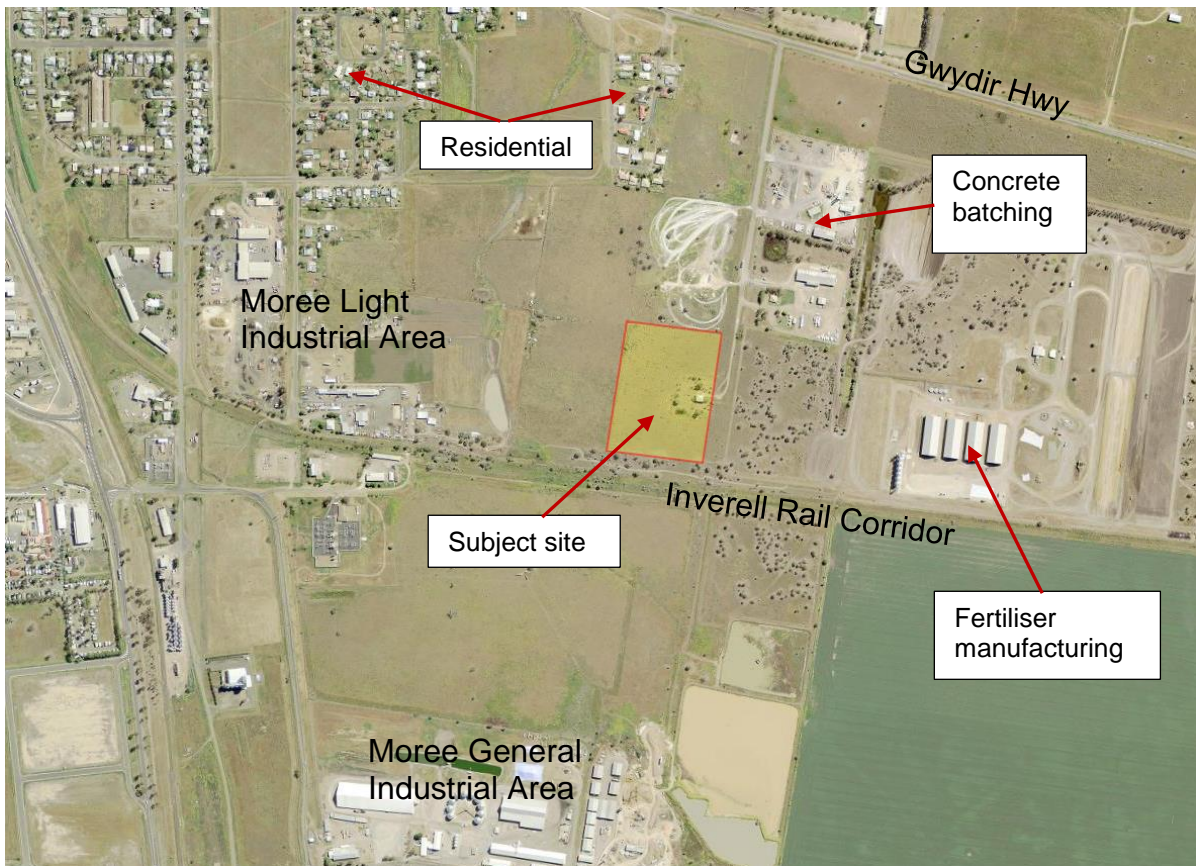 Gwydir Hwy
Residential
Concrete
batching
Moree Light
Industrial Area
Inverell Rail Corridor
Subject site
Fertiliser
manufacturing
Moree General
Industrial Area